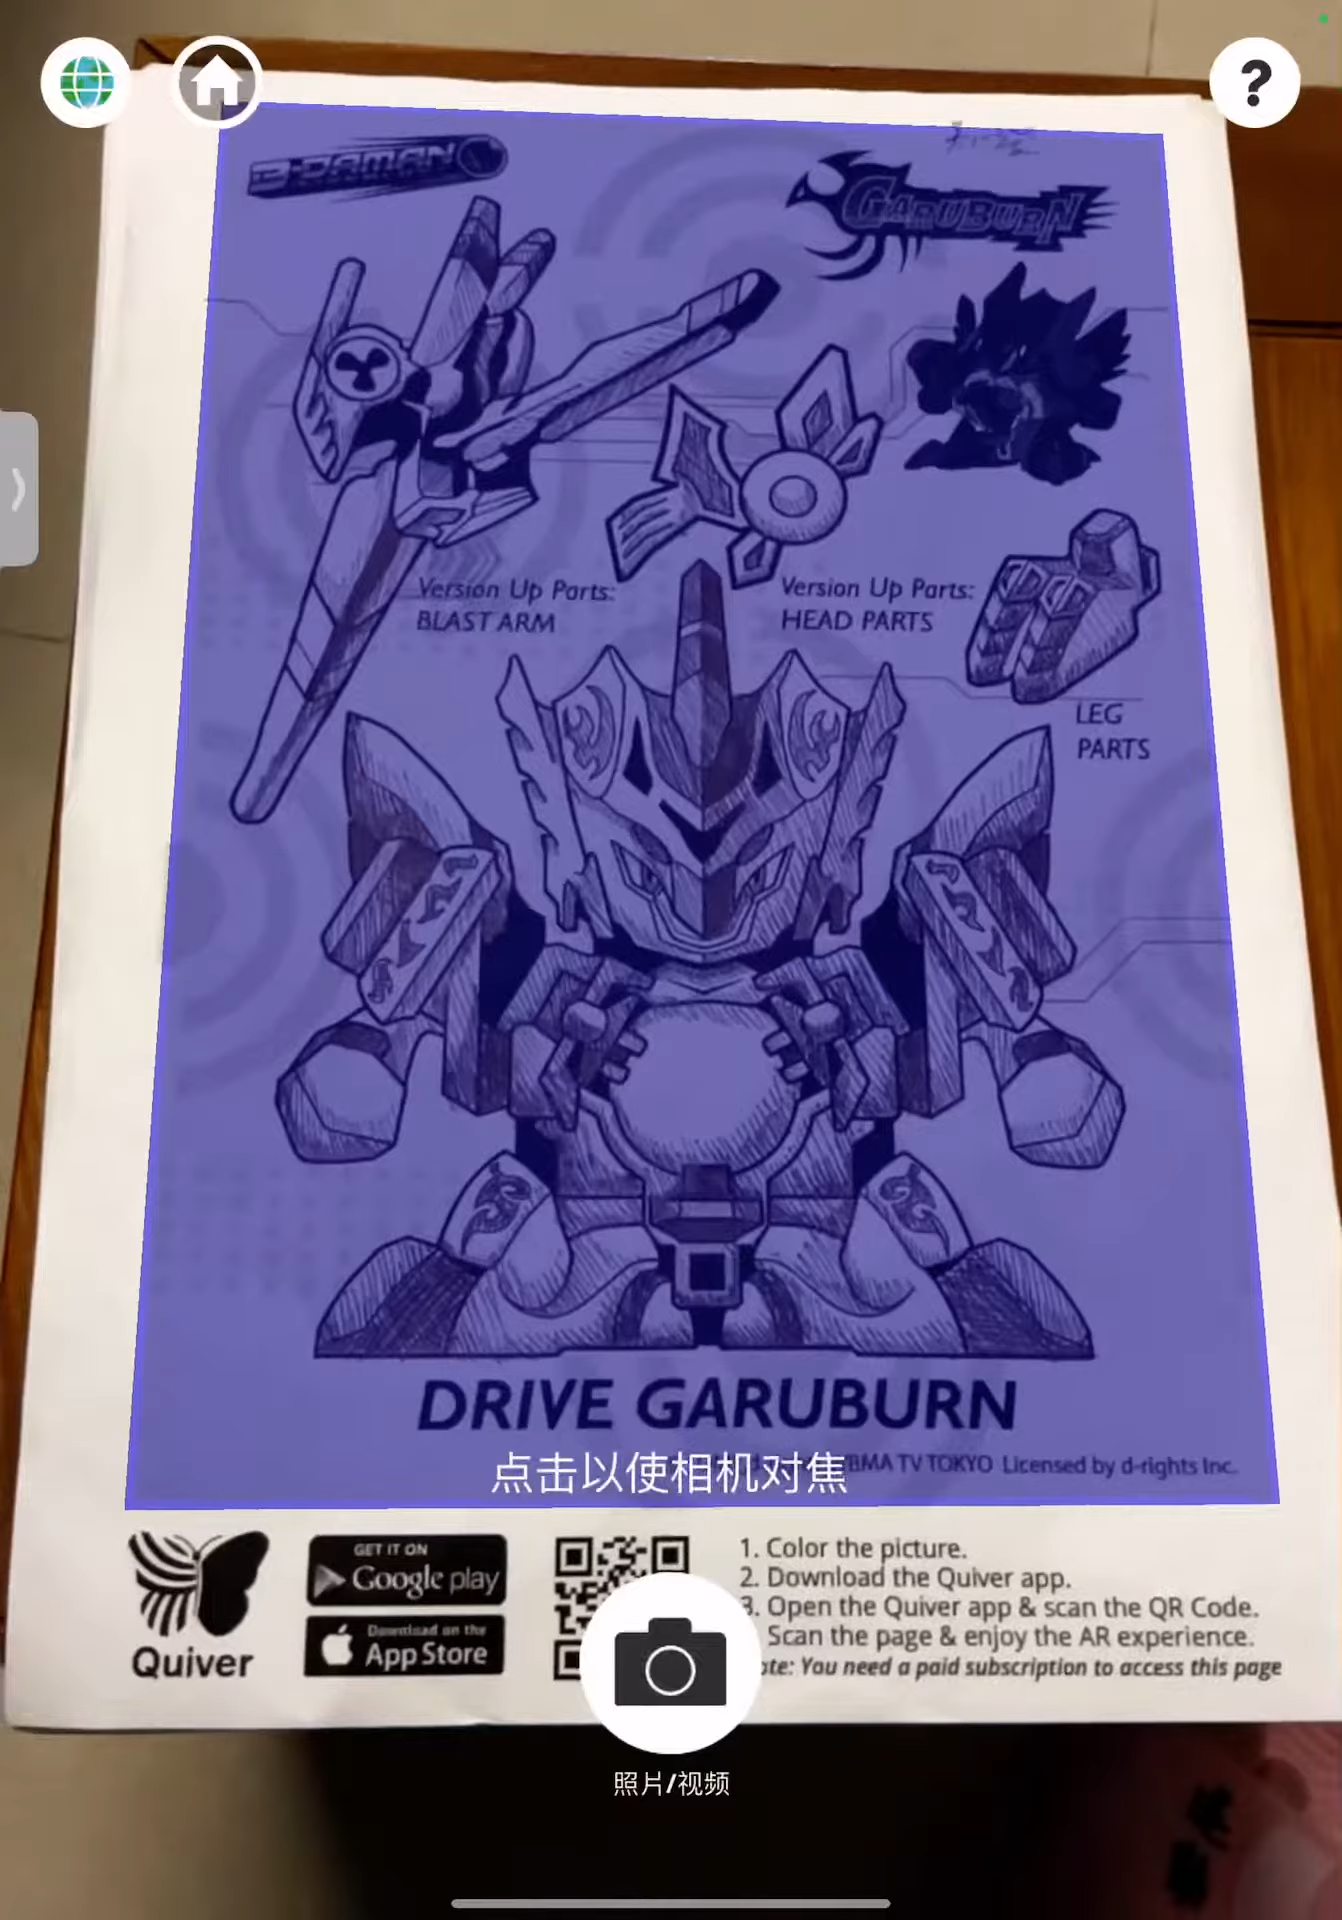 B-DAMAN
GARUBURN
Version Up Parts:
BLAST ARM
Version Up Parts:
HEAD PARTS
LEG
PARTS
DRIVE GARUBURN
BMA TV TOKYO Licensed by d-rights Inc.
点击以使相机对焦
Quiver
GET IT ON
Google play
Download on the
App Store
1. Color the picture.
2. Download the Quiver app.
3. Open the Quiver app & scan the QR Code.
Scan the page & enjoy the AR experience.
You need a paid subscription to access this page
照片/视频